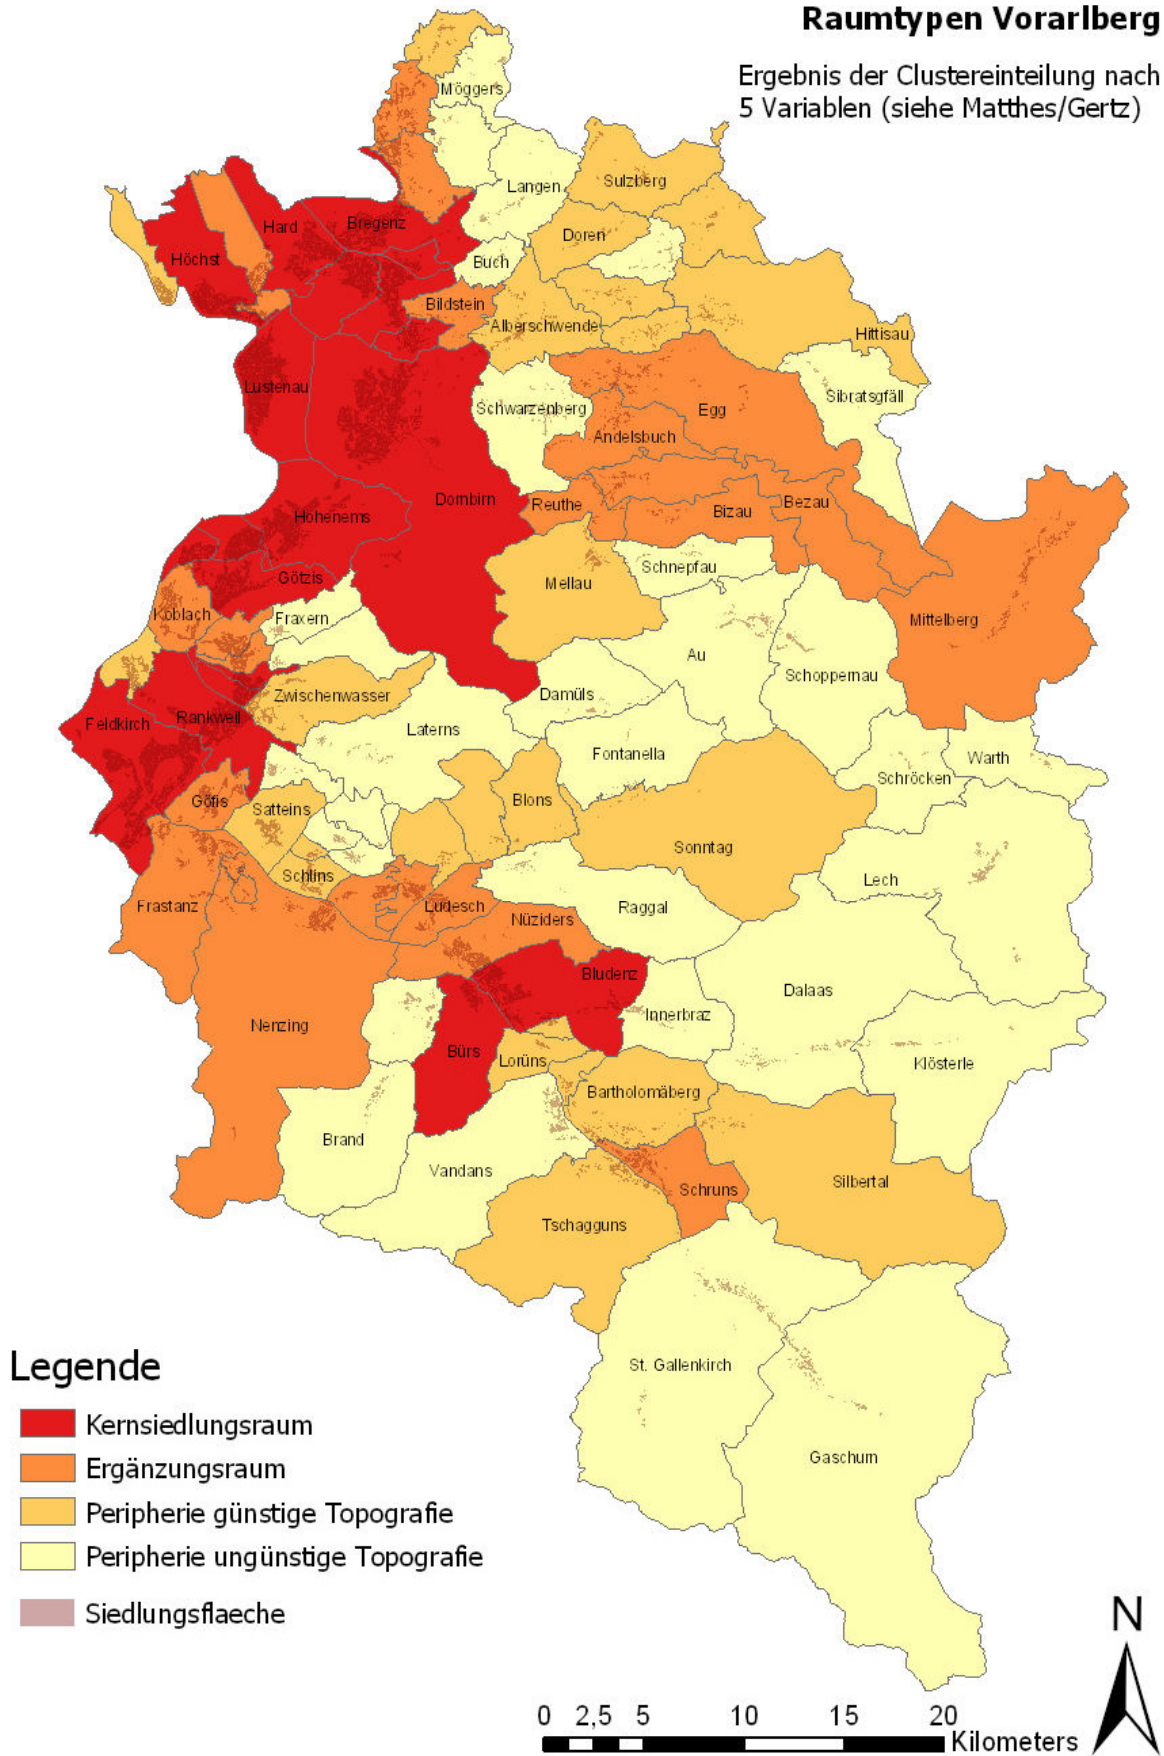 Raumtypen Vorarlberg
Ergebnis der Clustereinteilung nach
5 Variablen (siehe Matthes/Gertz)
Möggers
Langen
Sulzberg
Hard
Bregenz
Doren
Höchst
Buch
Bildstein
Alberschwende
Hittisau
Lustenau
Schwarzenberg
Sibratsgfäll
Egg
Andelsbuch
Dornbirn
Reuthe
Bizau
Bezau
Hohenems
Götzis
Schnepfau
Mellau
Koblach
Fraxern
Mittelberg
Au
Schoppernau
Zwischenwasser
Damüls
Feldkirch
Rankweil
Laterns
Fontanella
Warth
Schröcken
Göfis
Satteins
Blons
Sonntag
Schlins
Lech
Frastanz
Ludesch
Nüziders
Raggal
Bludenz
Dalaas
Nenzing
Innerbraz
Bürs
Lorüns
Klösterle
Bartholomäberg
Brand
Vandans
Silbertal
Schruns
Tschagguns
St. Gallenkirch
Gaschurn
Legende
Kernsiedlungsraum
Ergänzungsraum
Peripherie günstige Topografie
Peripherie ungünstige Topografie
Siedlungsflaeche
N
0 2,5 5 10 15 20
Kilometers